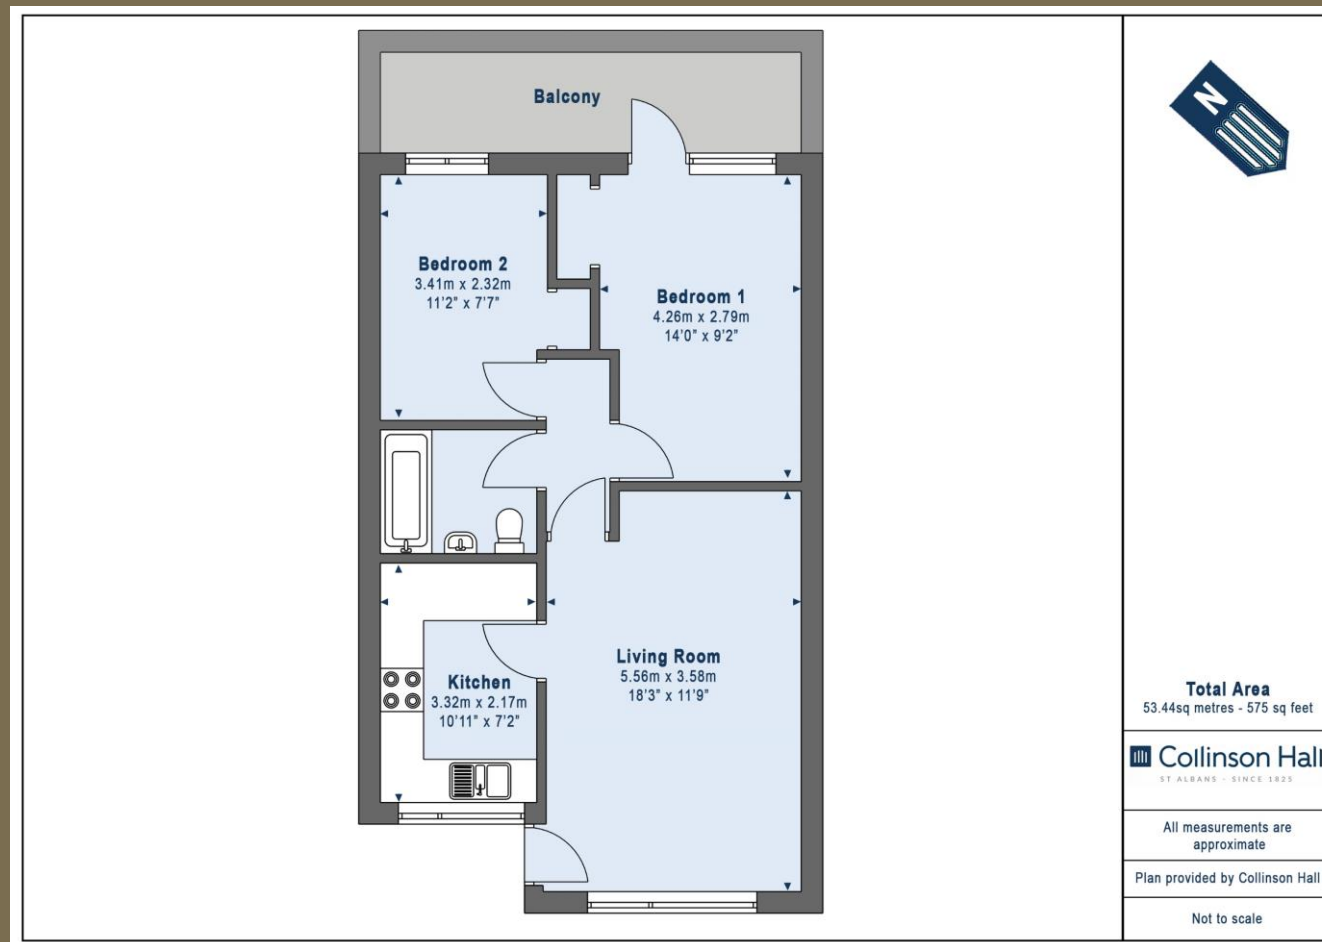 Balcony
Bedroom 2
3.41m x 2.32m
11'2" x 7'7"
Bedroom 1
4.26m x 2.79m
14'0" x 9'2"
Living Room
5.56m x 3.58m
18'3" x 11'9"
Kitchen
3.32m x 2.17m
10'11" x 7'2"
N
Total Area
53.44sq metres - 575 sq feet
Collinson Hall
ST ALBANS - SINCE 1825
All measurements are
approximate
Plan provided by Collinson Hall
Not to scale